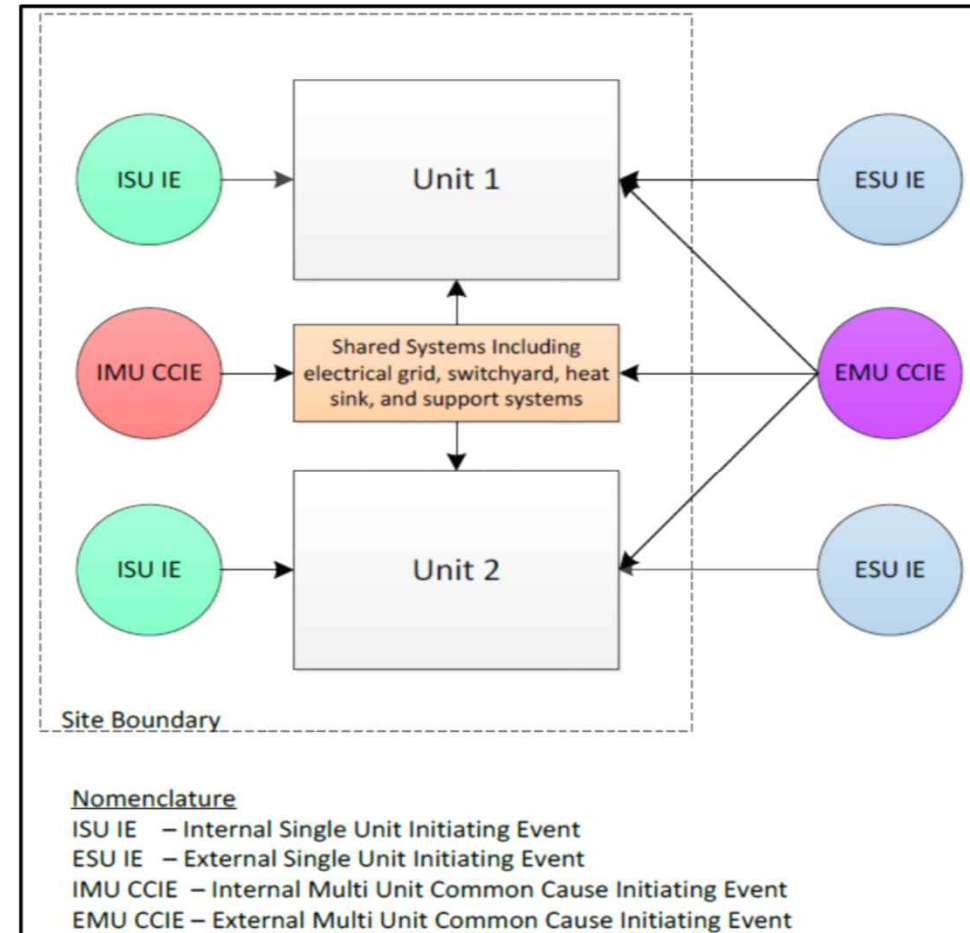 ISU IE
Unit 1
ESU IE
IMU CCIE
Shared Systems Including
electrical grid, switchyard, heat
sink, and support systems
EMU CCIE
ISU IE
Unit 2
ESU IE
Site Boundary
Nomenclature
ISU IE – Internal Single Unit Initiating Event
ESU IE – External Single Unit Initiating Event
IMU CCIE – Internal Multi Unit Common Cause Initiating Event
EMU CCIE – External Multi Unit Common Cause Initiating Event